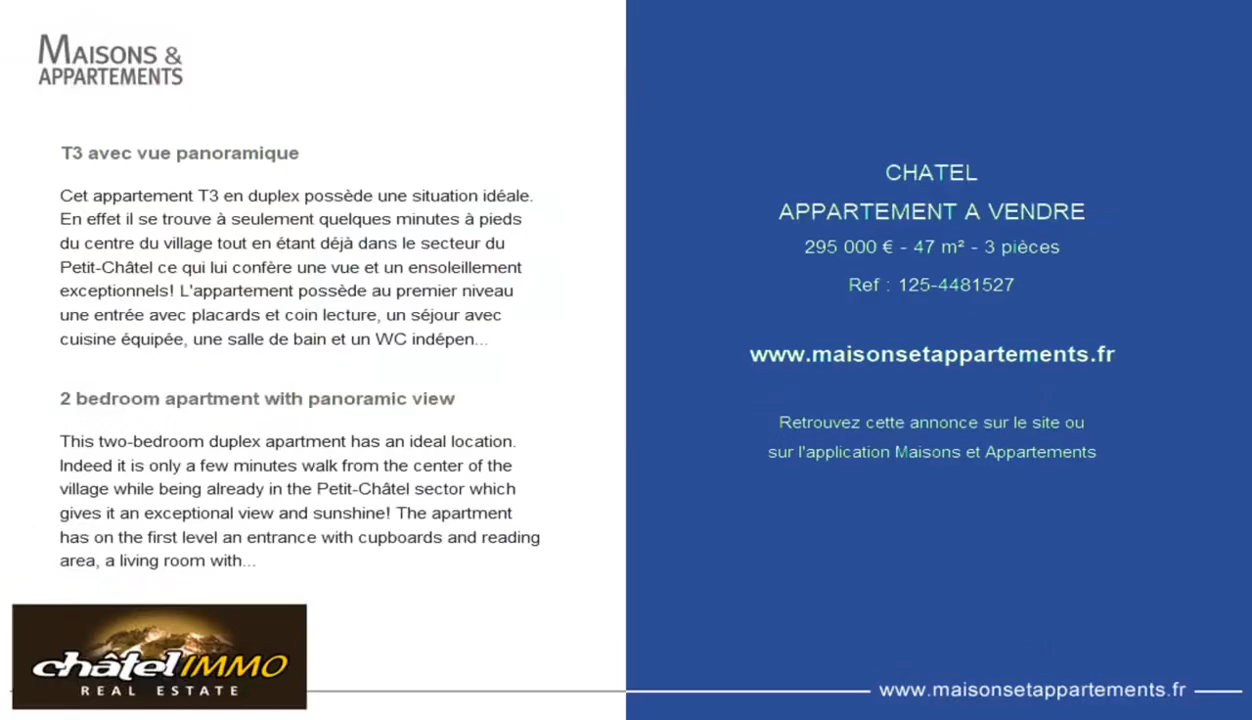 MAISONS &
APPARTEMENTS
T3 avec vue panoramique
Cet appartement T3 en duplex possède une situation idéale.
En effet il se trouve à seulement quelques minutes à pieds
du centre du village tout en étant déjà dans le secteur du
Petit-Châtel ce qui lui confère une vue et un ensoleillement
exceptionnels! L'appartement possède au premier niveau
une entrée avec placards et coin lecture, un séjour avec
cuisine équipée, une salle de bain et un WC indépen...
2 bedroom apartment with panoramic view
This two-bedroom duplex apartment has an ideal location.
Indeed it is only a few minutes walk from the center of the
village while being already in the Petit-Châtel sector which
gives it an exceptional view and sunshine! The apartment
has on the first level an entrance with cupboards and reading
area, a living room with...
châtel IMMO
REAL ESTATE
CHATEL
APPARTEMENT A VENDRE
295 000 € - 47 m² - 3 pièces
Ref : 125-4481527
www.maisonsetappartements.fr
Retrouvez cette annonce sur le site ou
sur l'application Maisons et Appartements
www.maisonsetappartements.fr